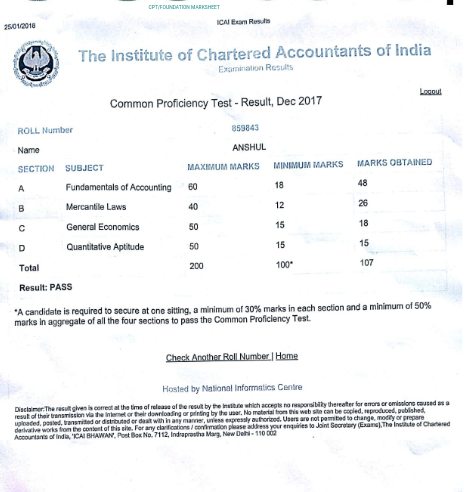 CPT/FOUNDATION MARKSHEET
25/01/2018
ICAI Exam Results
The Institute of Chartered Accountants of India
Examination Results
Logout
Common Proficiency Test - Result, Dec 2017
ROLL Number 859843
Name ANSHUL
SECTION SUBJECT MAXIMUM MARKS MINIMUM MARKS MARKS OBTAINED
A Fundamentals of Accounting 60 18 48
B Mercantile Laws 40 12 26
C General Economics 50 15 18
D Quantitative Aptitude 50 15 15
Total 200 100* 107
Result: PASS
*A candidate is required to secure at one sitting, a minimum of 30% marks in each section and a minimum of 50%
marks in aggregate of all the four sections to pass the Common Proficiency Test.
Check Another Roll Number | Home
Hosted by National Informatics Centre
Disclaimer:The result given is correct at the time of release of the result by the Institute which accepts no responsibility thereafter for errors or omissions caused as a
result of their transmission via the Internet or their downloading or printing by the user. No material from this web site can be copied, reproduced, published,
uploaded, posted, transmitted or distributed or dealt with in any manner, unless expressly authorized. Users are not permitted to change, modify or prepare
derivative works from the content of this site. For any clarifications / confirmation please address your enquiries to Joint Secretary (Exams),The Institute of Chartered
Accountants of India, 'ICAI BHAWAN', Post Box No. 7112, Indraprastha Marg, New Delhi - 110 002